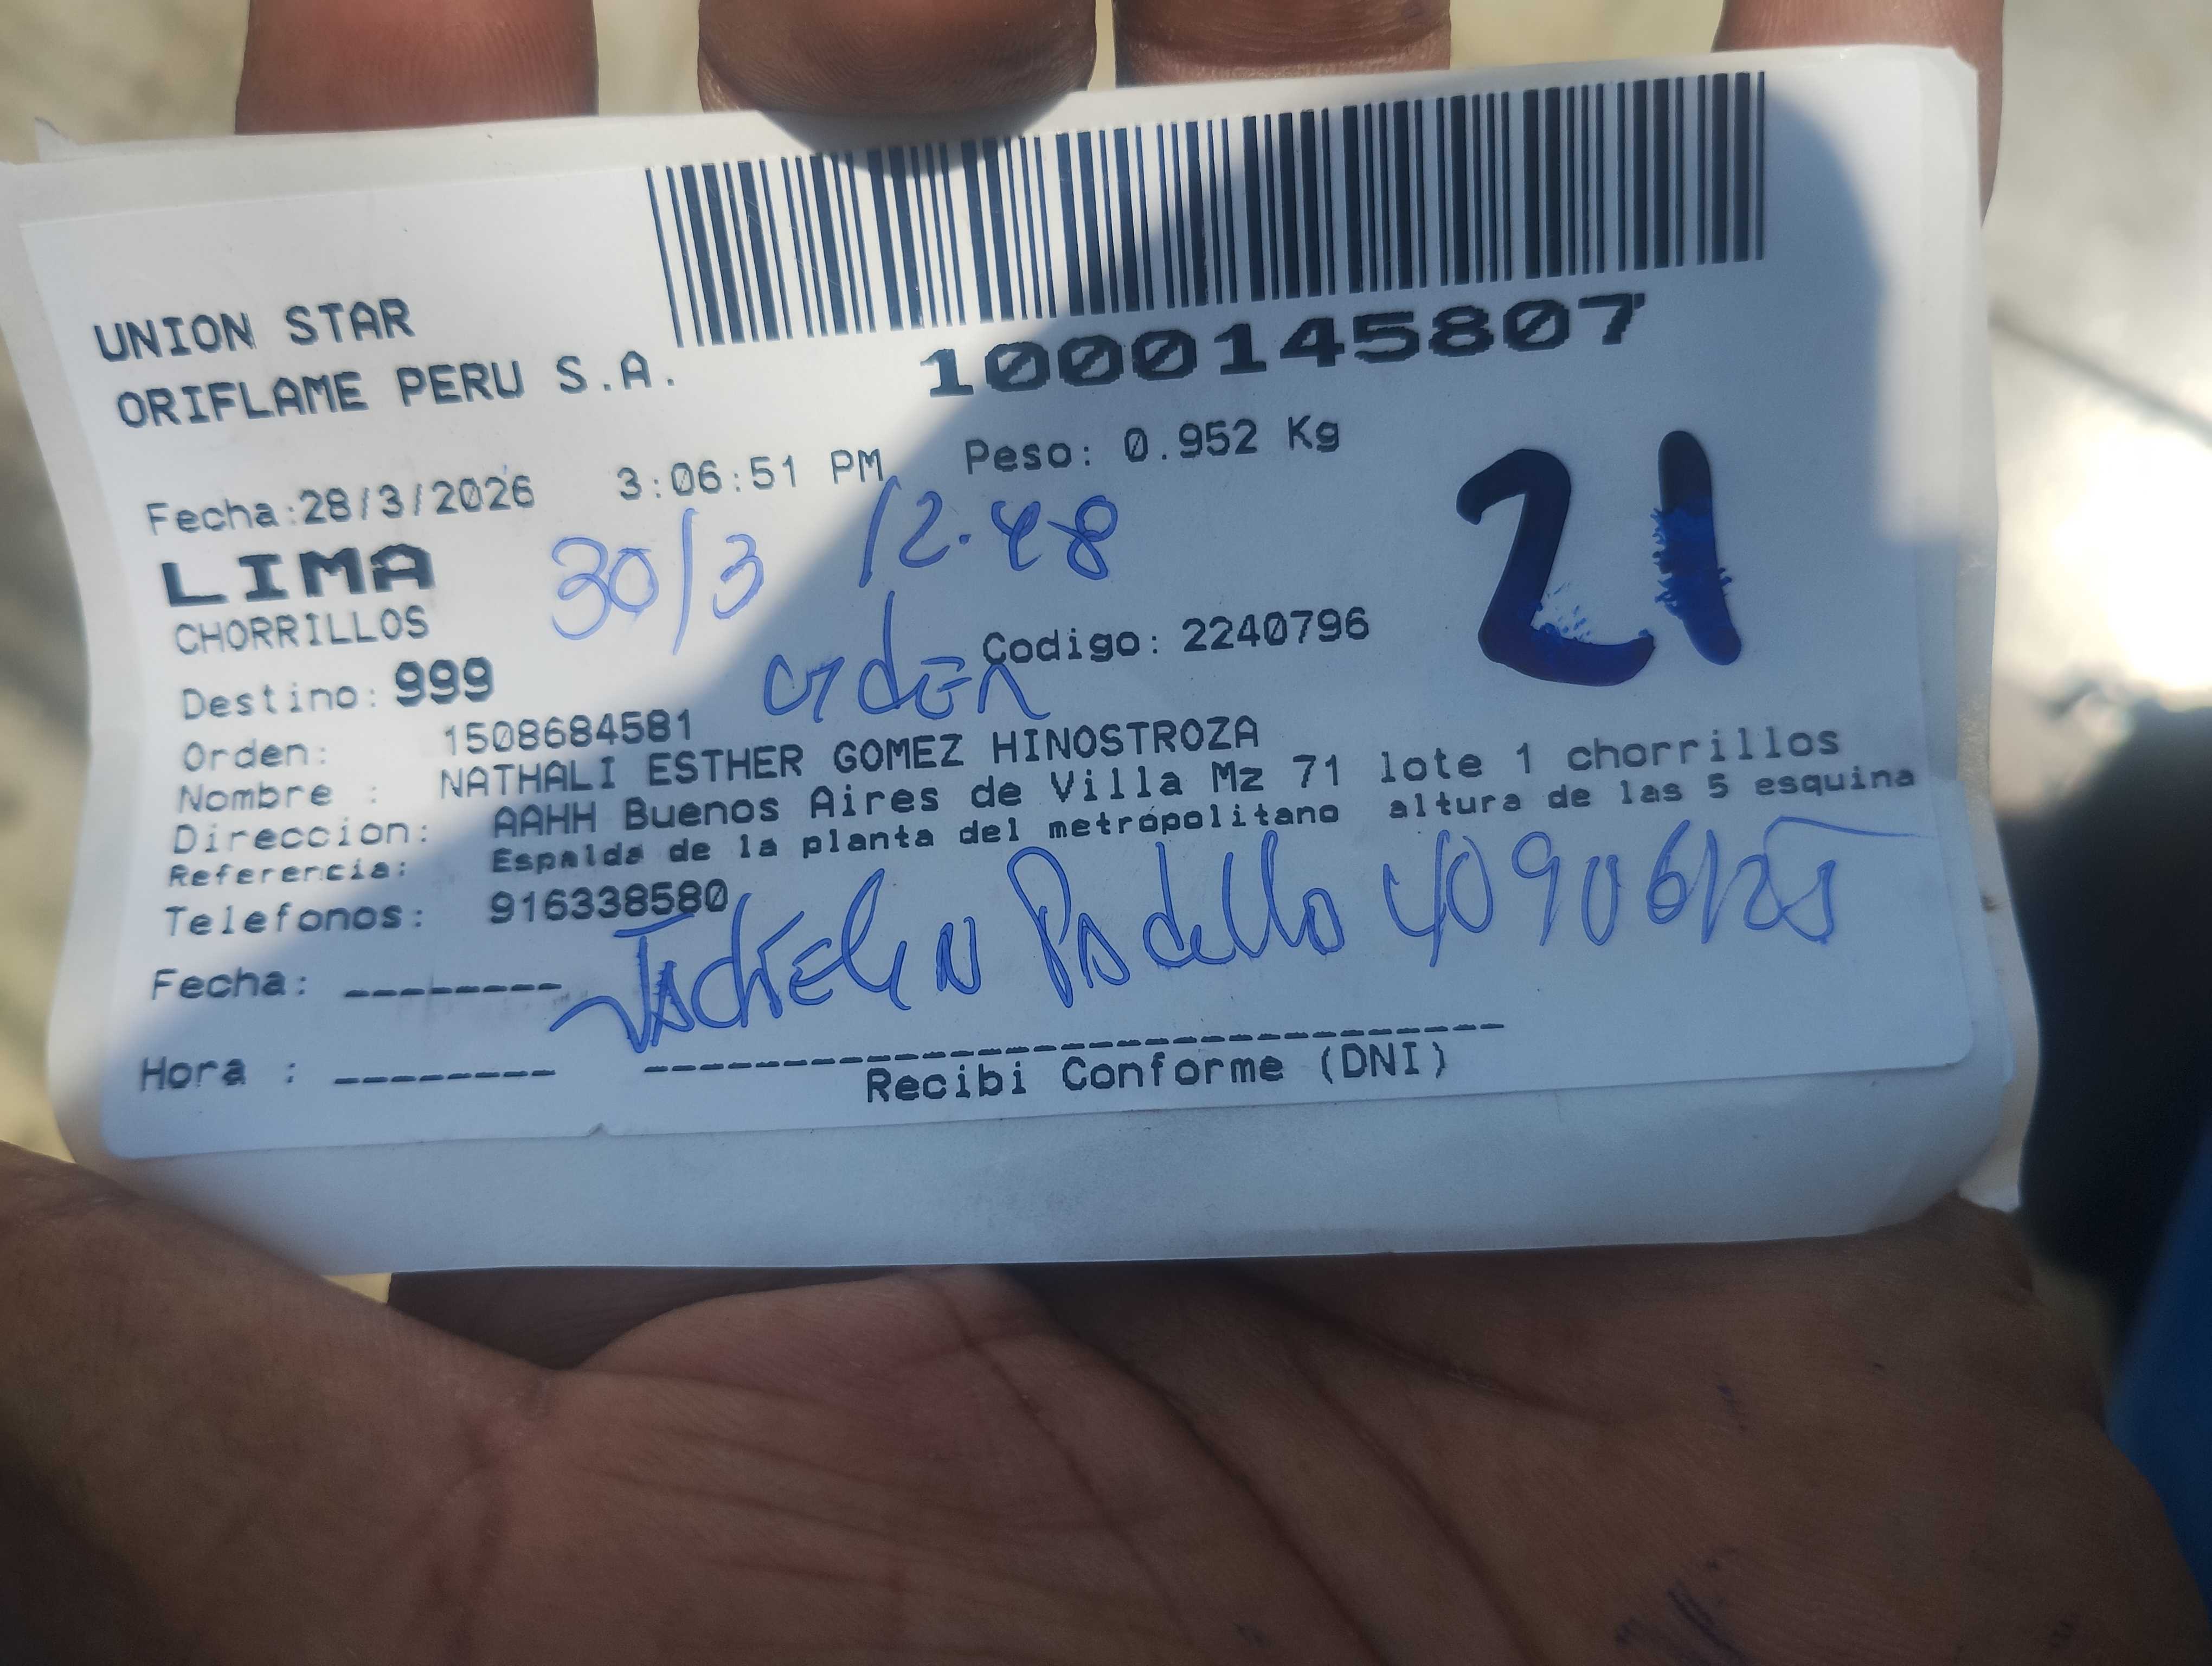 UNION STAR
ORIFLAME PERU S.A.
1000145807
Fecha:28/3/2026 3:06:51 PM Peso: 0.952 Kg
21
LIMA 30/3 12.48
CHORRILLOS
Destino: 999 Codigo: 2240796
Orden: 1508684581
Nombre : NATHALI ESTHER GOMEZ HINOSTROZA
Direccion: AAHH Buenos Aires de Villa Mz 71 lote 1 chorrillos
Referencia: Espalda de la planta del metrópolitano altura de las 5 esquina
Telefonos: 916338580
Fecha: --------
Hora : --------
Recibi Conforme (DNI)